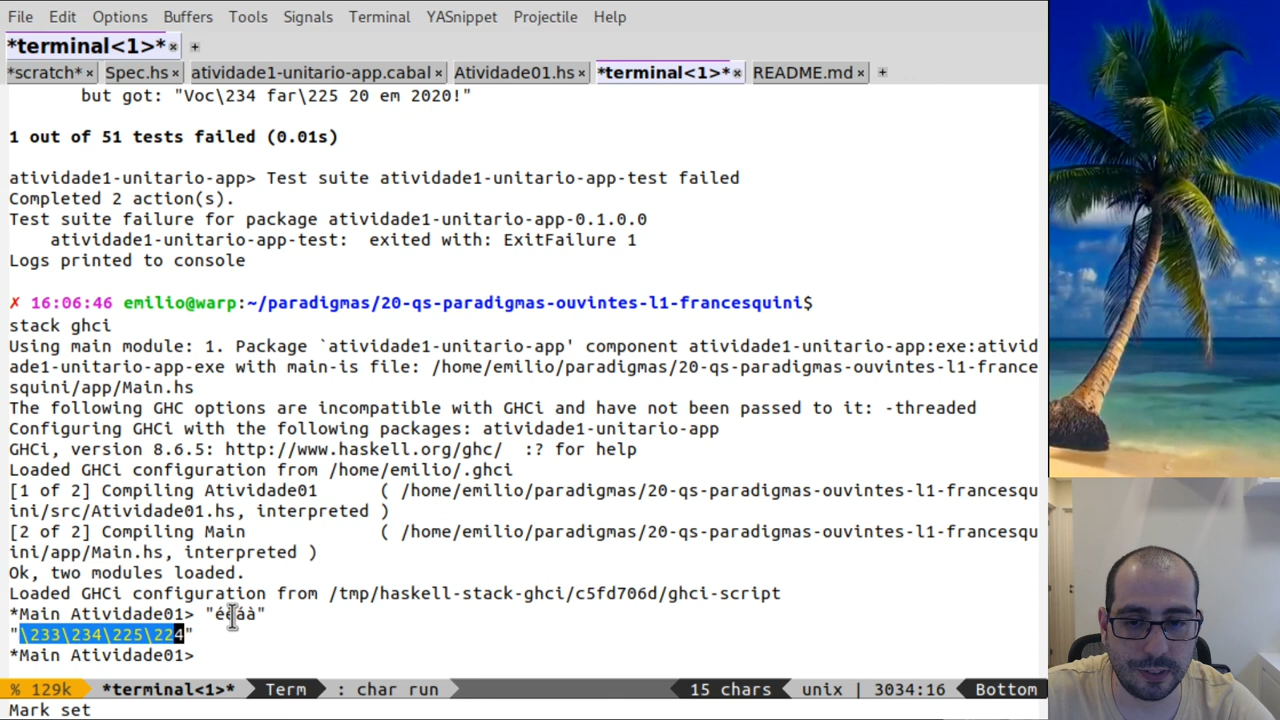 File Edit Options Buffers Tools Signals Terminal YASnippet Projectile Help
*terminal<1>* × +
*scratch* × Spec.hs × atividade1-unitario-app.cabal × Atividade01.hs × *terminal<1>* × README.md × +
but got: "Voc\234 far\225 20 em 2020!"
1 out of 51 tests failed (0.01s)
atividade1-unitario-app> Test suite atividade1-unitario-app-test failed
Completed 2 action(s).
Test suite failure for package atividade1-unitario-app-0.1.0.0
atividade1-unitario-app-test:  exited with: ExitFailure 1
Logs printed to console
✗ 16:06:46 emilio@warp:~/paradigmas/20-qs-paradigmas-ouvintes-l1-francesquini$
stack ghci
Using main module: 1. Package `atividade1-unitario-app' component atividade1-unitario-app:exe:ativid
ade1-unitario-app-exe with main-is file: /home/emilio/paradigmas/20-qs-paradigmas-ouvintes-l1-france
squini/app/Main.hs
The following GHC options are incompatible with GHCi and have not been passed to it: -threaded
Configuring GHCi with the following packages: atividade1-unitario-app
GHCi, version 8.6.5: http://www.haskell.org/ghc/  :? for help
Loaded GHCi configuration from /home/emilio/.ghci
[1 of 2] Compiling Atividade01      ( /home/emilio/paradigmas/20-qs-paradigmas-ouvintes-l1-francesqu
ini/src/Atividade01.hs, interpreted )
[2 of 2] Compiling Main             ( /home/emilio/paradigmas/20-qs-paradigmas-ouvintes-l1-francesqu
ini/app/Main.hs, interpreted )
Ok, two modules loaded.
Loaded GHCi configuration from /tmp/haskell-stack-ghci/c5fd706d/ghci-script
*Main Atividade01> "éêáà"
"\233\234\225\224"
*Main Atividade01>
% 129k *terminal<1>* Term : char run 15 chars unix | 3034:16 Bottom
Mark set